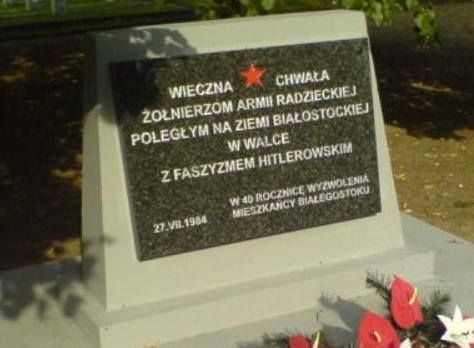 WIECZNA CHWAŁA
ŻOŁNIERZOM ARMII RADZIECKIEJ
POLEGŁYM NA ZIEMI BIAŁOSTOCKIEJ
W WALCE
Z FASZYZMEM HITLEROWSKIM
W 40 ROCZNICĘ WYZWOLENIA
27.VII.1984 MIESZKAŃCY BIAŁEGOSTOKU